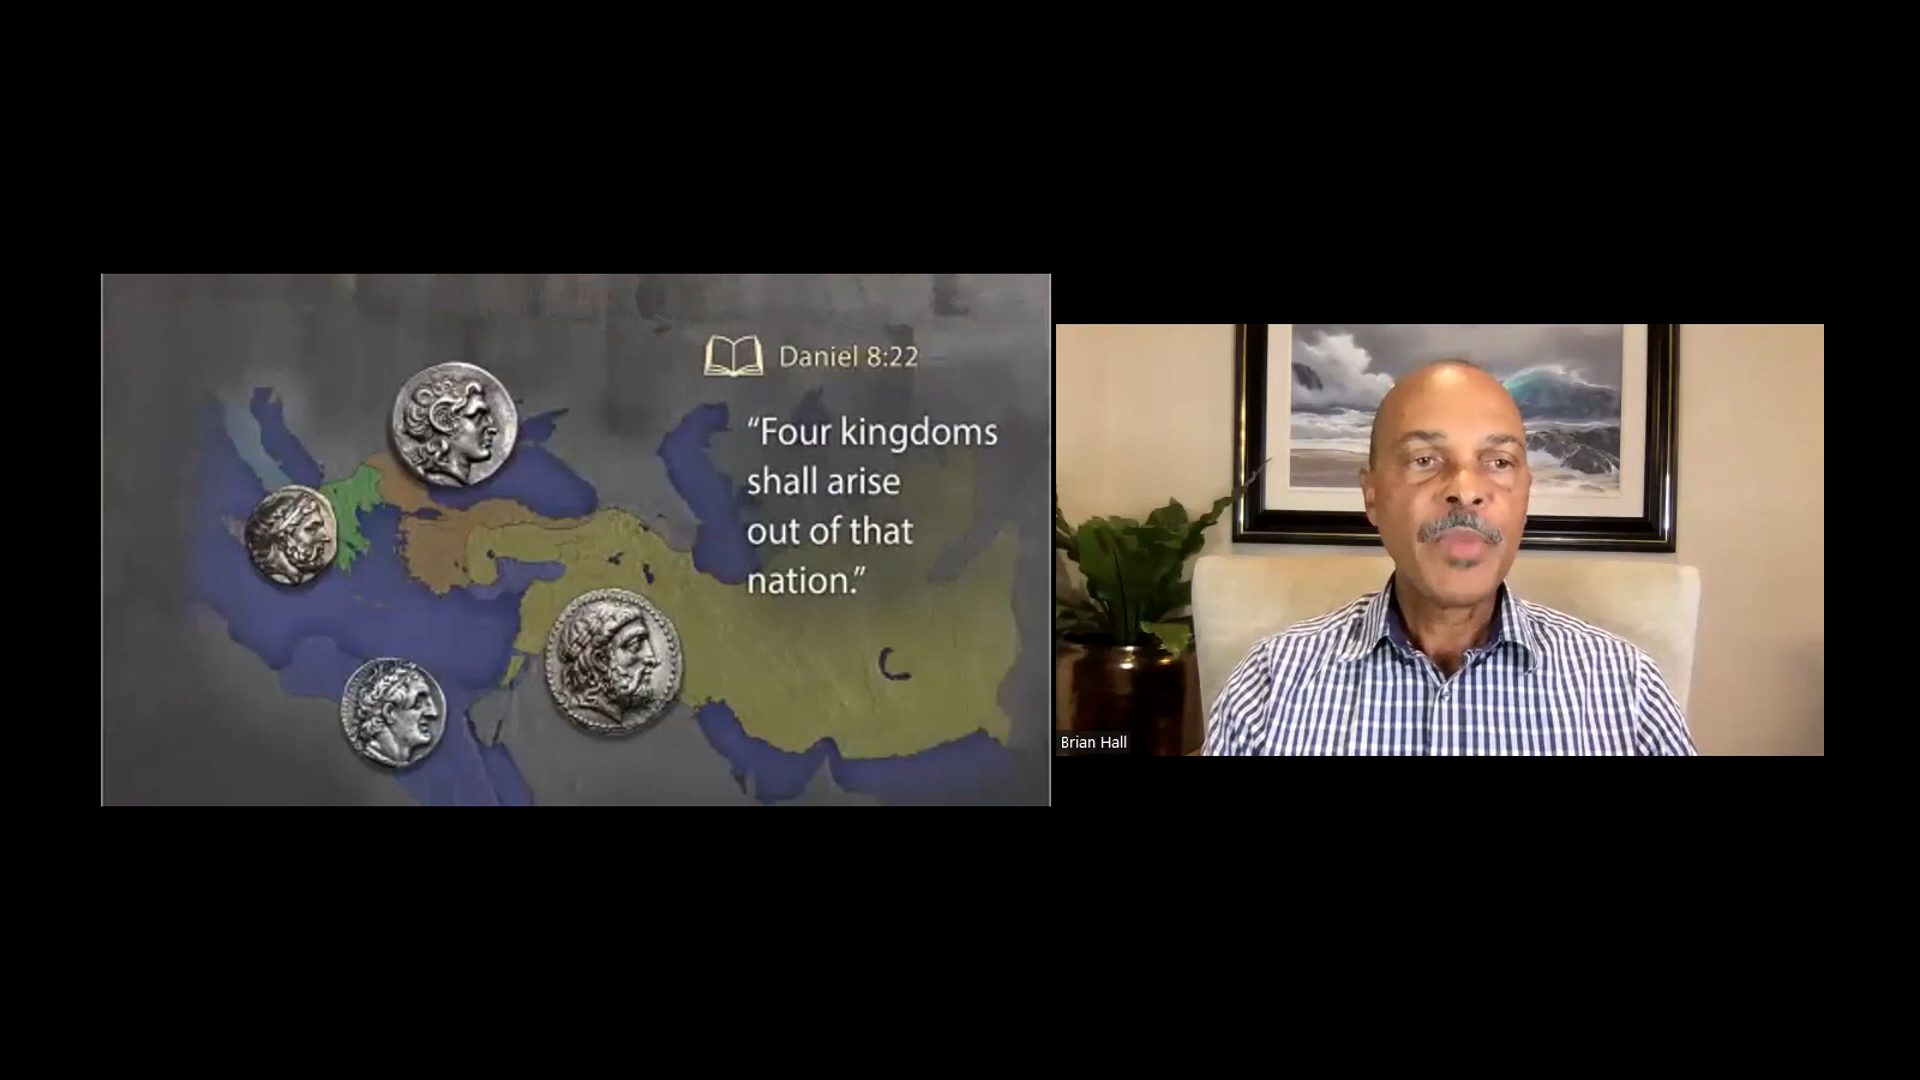 Daniel 8:22
“Four kingdoms
shall arise
out of that
nation.”
Brian Hall